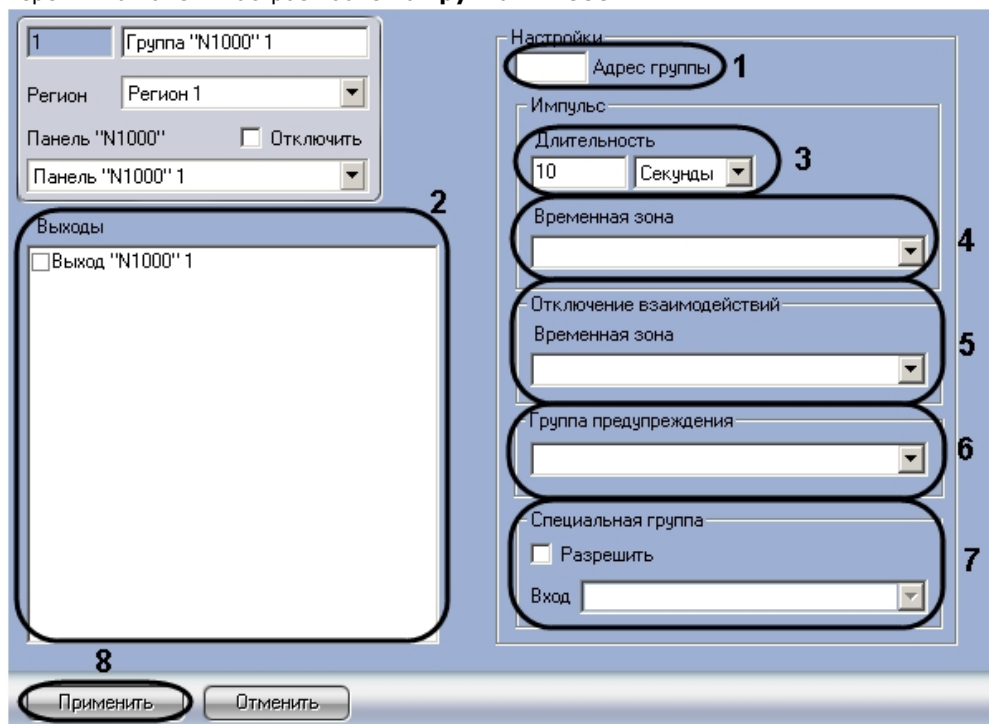 1 Группа "N1000" 1
Регион Регион 1
Панель "N1000" Отключить
Панель "N1000" 1
2
Выходы
Выход "N1000" 1
Настройки
Адрес группы 1
Импульс
Длительность
10 Секунды 3
Временная зона
4
Отключение взаимодействий
Временная зона
5
Группа предупреждения
6
Специальная группа
Разрешить
7
Вход
8
Применить Отменить